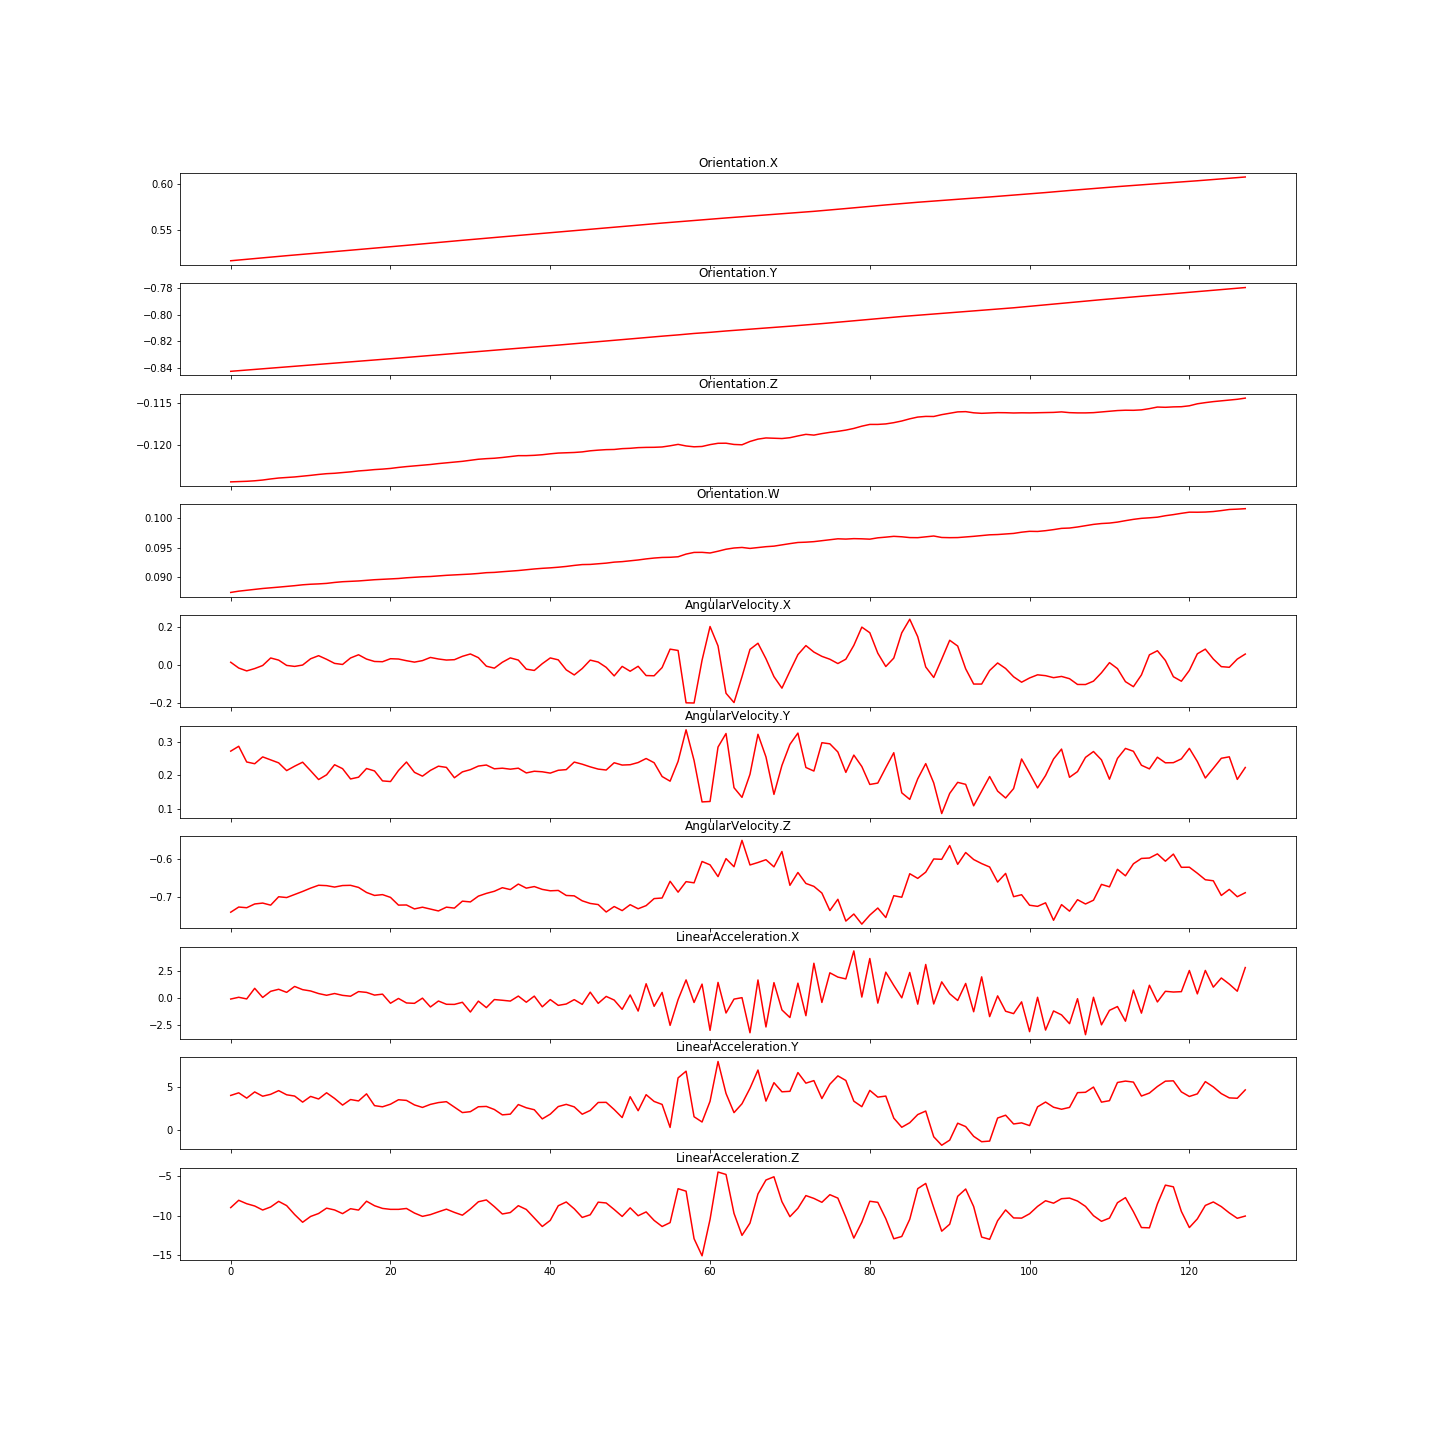 Orientation.X
0.60
0.55
Orientation.Y
−0.78
−0.80
−0.82
−0.84
Orientation.Z
−0.115
−0.120
Orientation.W
0.100
0.095
0.090
AngularVelocity.X
0.2
0.0
−0.2
AngularVelocity.Y
0.3
0.2
0.1
AngularVelocity.Z
−0.6
−0.7
LinearAcceleration.X
2.5
0.0
−2.5
LinearAcceleration.Y
5
0
LinearAcceleration.Z
−5
−10
−15
0 20 40 60 80 100 120